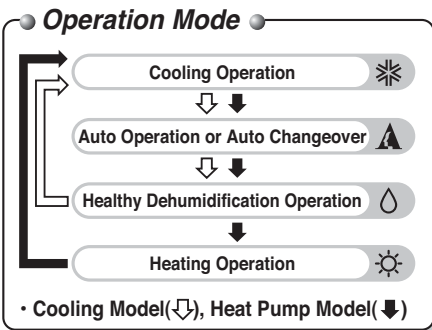 Operation Mode
Cooling Operation
Auto Operation or Auto Changeover
Healthy Dehumidification Operation
Heating Operation
• Cooling Model(⇩), Heat Pump Model(⬇)